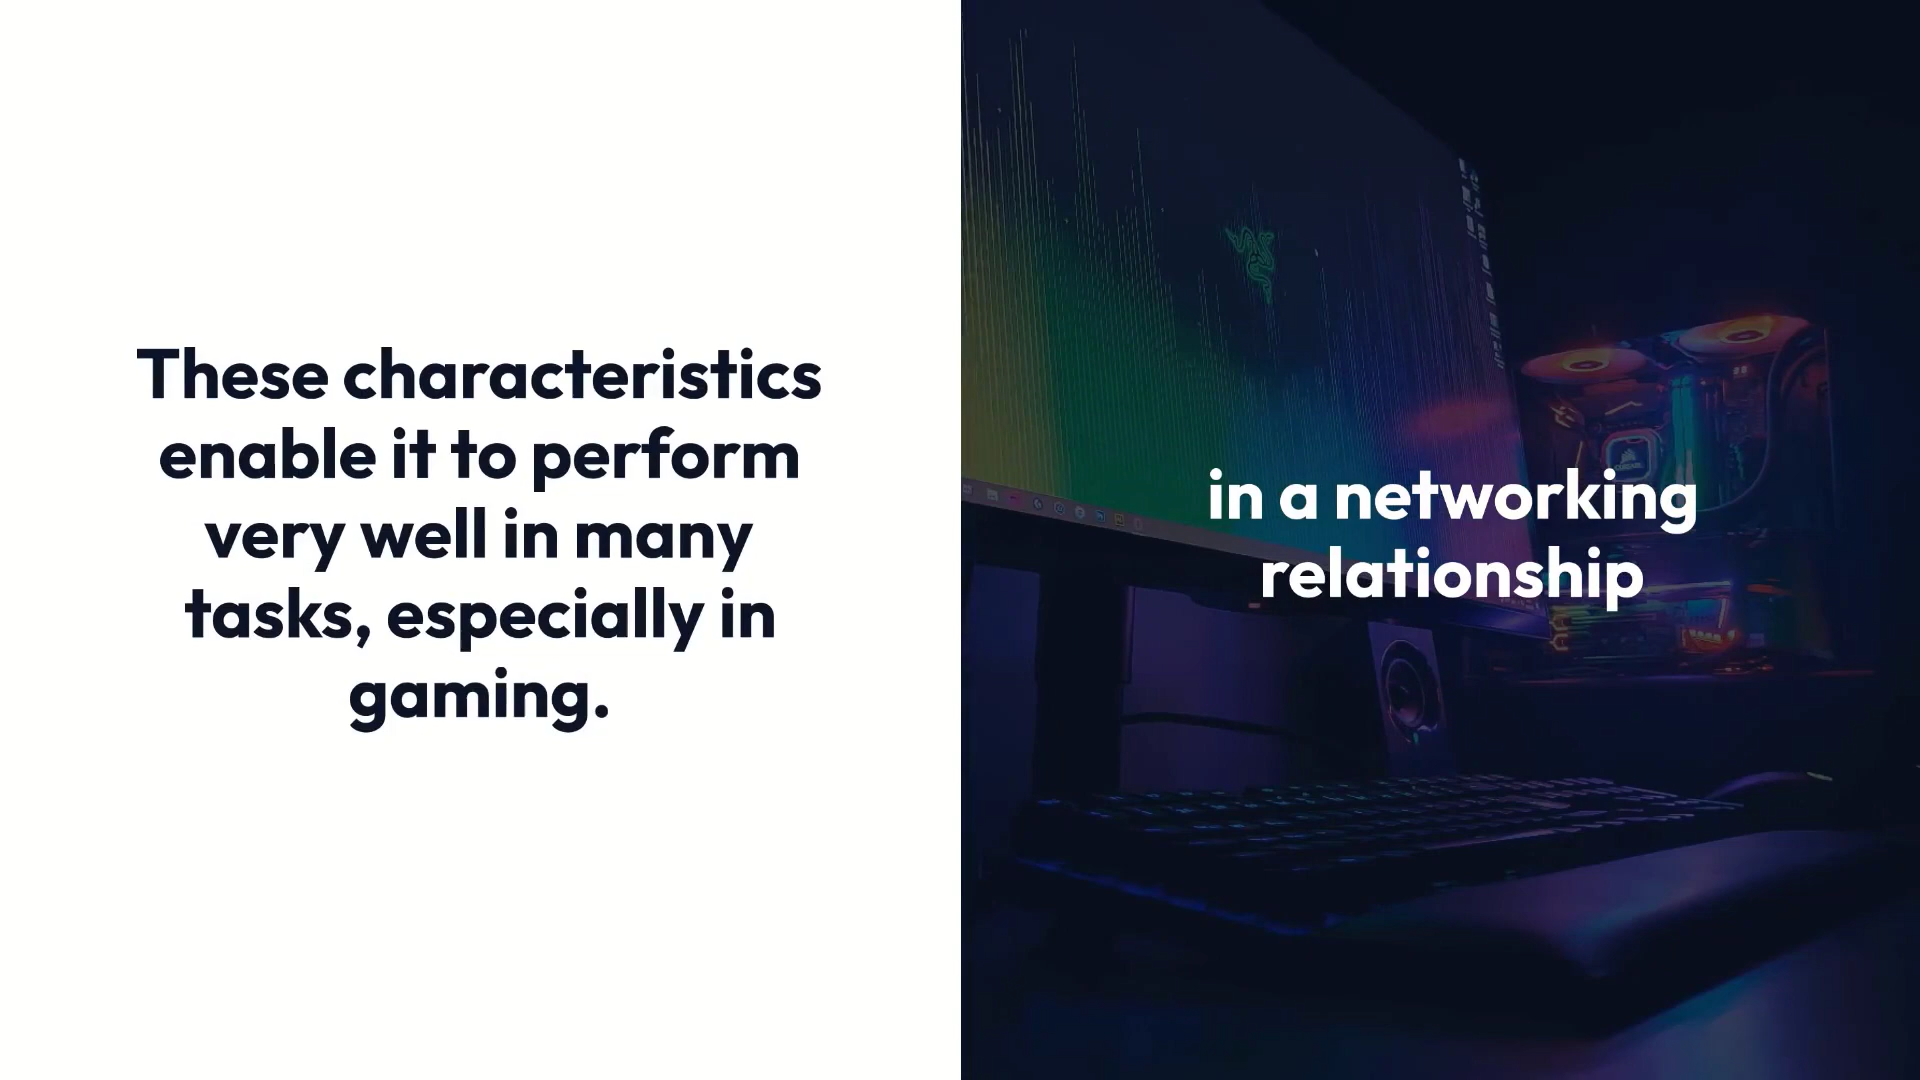 These characteristics
enable it to perform
very well in many
tasks, especially in
gaming.
in a networking
relationship